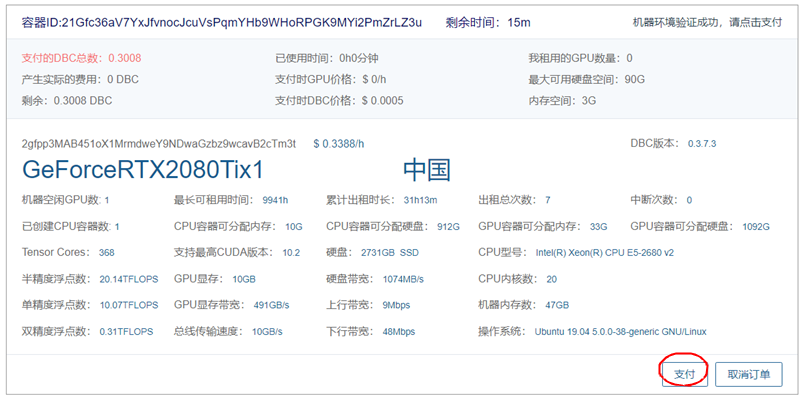 容器ID:21Gfc36aV7YxJfvnocJcuVsPqmYHb9WHoRPGK9MYi2PmZrLZ3u 剩余时间：15m 机器环境验证成功，请点击支付
支付的DBC总数：0.3008 已使用时间：0h0分钟 我租用的GPU数量：0
产生实际的费用：0 DBC 支付时GPU价格：$ 0/h 最大可用硬盘空间：90G
剩余：0.3008 DBC 支付时DBC价格：$ 0.0005 内存空间：3G
2gfpp3MAB451oX1MrmdweY9NDwaGzbz9wcavB2cTm3t $ 0.3388/h DBC版本： 0.3.7.3
GeForceRTX2080Tix1 中国
机器空闲GPU数: 1 最长可租用时间： 9941h 累计出租时长： 31h13m 出租总次数： 7 中断次数： 0
已创建CPU容器数: 1 CPU容器可分配内存： 10G CPU容器可分配硬盘： 912G GPU容器可分配内存： 33G GPU容器可分配硬盘： 1092G
Tensor Cores： 368 支持最高CUDA版本： 10.2 硬盘： 2731GB SSD CPU型号： Intel(R) Xeon(R) CPU E5-2680 v2
半精度浮点数： 20.14TFLOPS GPU显存： 10GB 硬盘带宽： 1074MB/s CPU内核数： 20
单精度浮点数： 10.07TFLOPS GPU显存带宽： 491GB/s 上行带宽： 9Mbps 机器内存数： 47GB
双精度浮点数： 0.31TFLOPS 总线传输速度： 10GB/s 下行带宽： 48Mbps 操作系统： Ubuntu 19.04 5.0.0-38-generic GNU/Linux
支付 取消订单